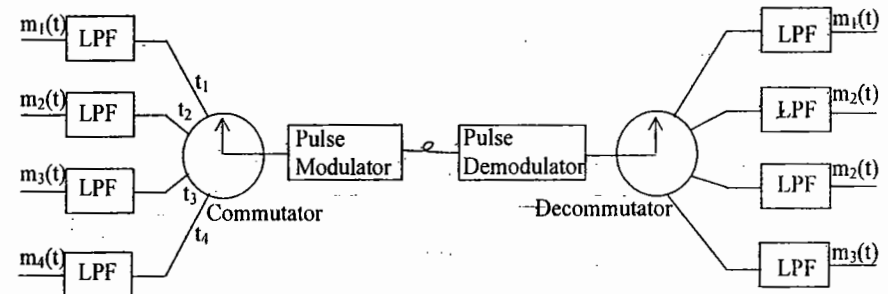 m₁(t) LPF t₁
m₂(t) LPF t₂
m₃(t) LPF t₃
m₄(t) LPF t₄
Commutator
Pulse
Modulator
Pulse
Demodulator
Decommutator
LPF m₁(t)
LPF m₂(t)
LPF m₂(t)
LPF m₃(t)